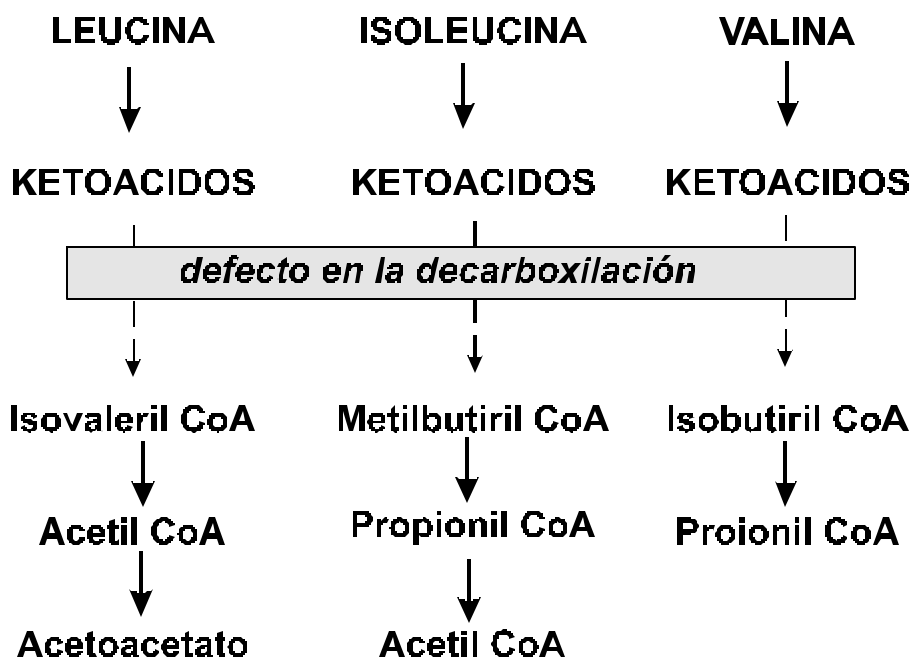 LEUCINA ISOLEUCINA VALINA
KETOACIDOS KETOACIDOS KETOACIDOS
defecto en la decarboxilación
Isovaleril CoA Metilbutiril CoA Isobutiril CoA
Acetil CoA Propionil CoA Proionil CoA
Acetoacetato Acetil CoA